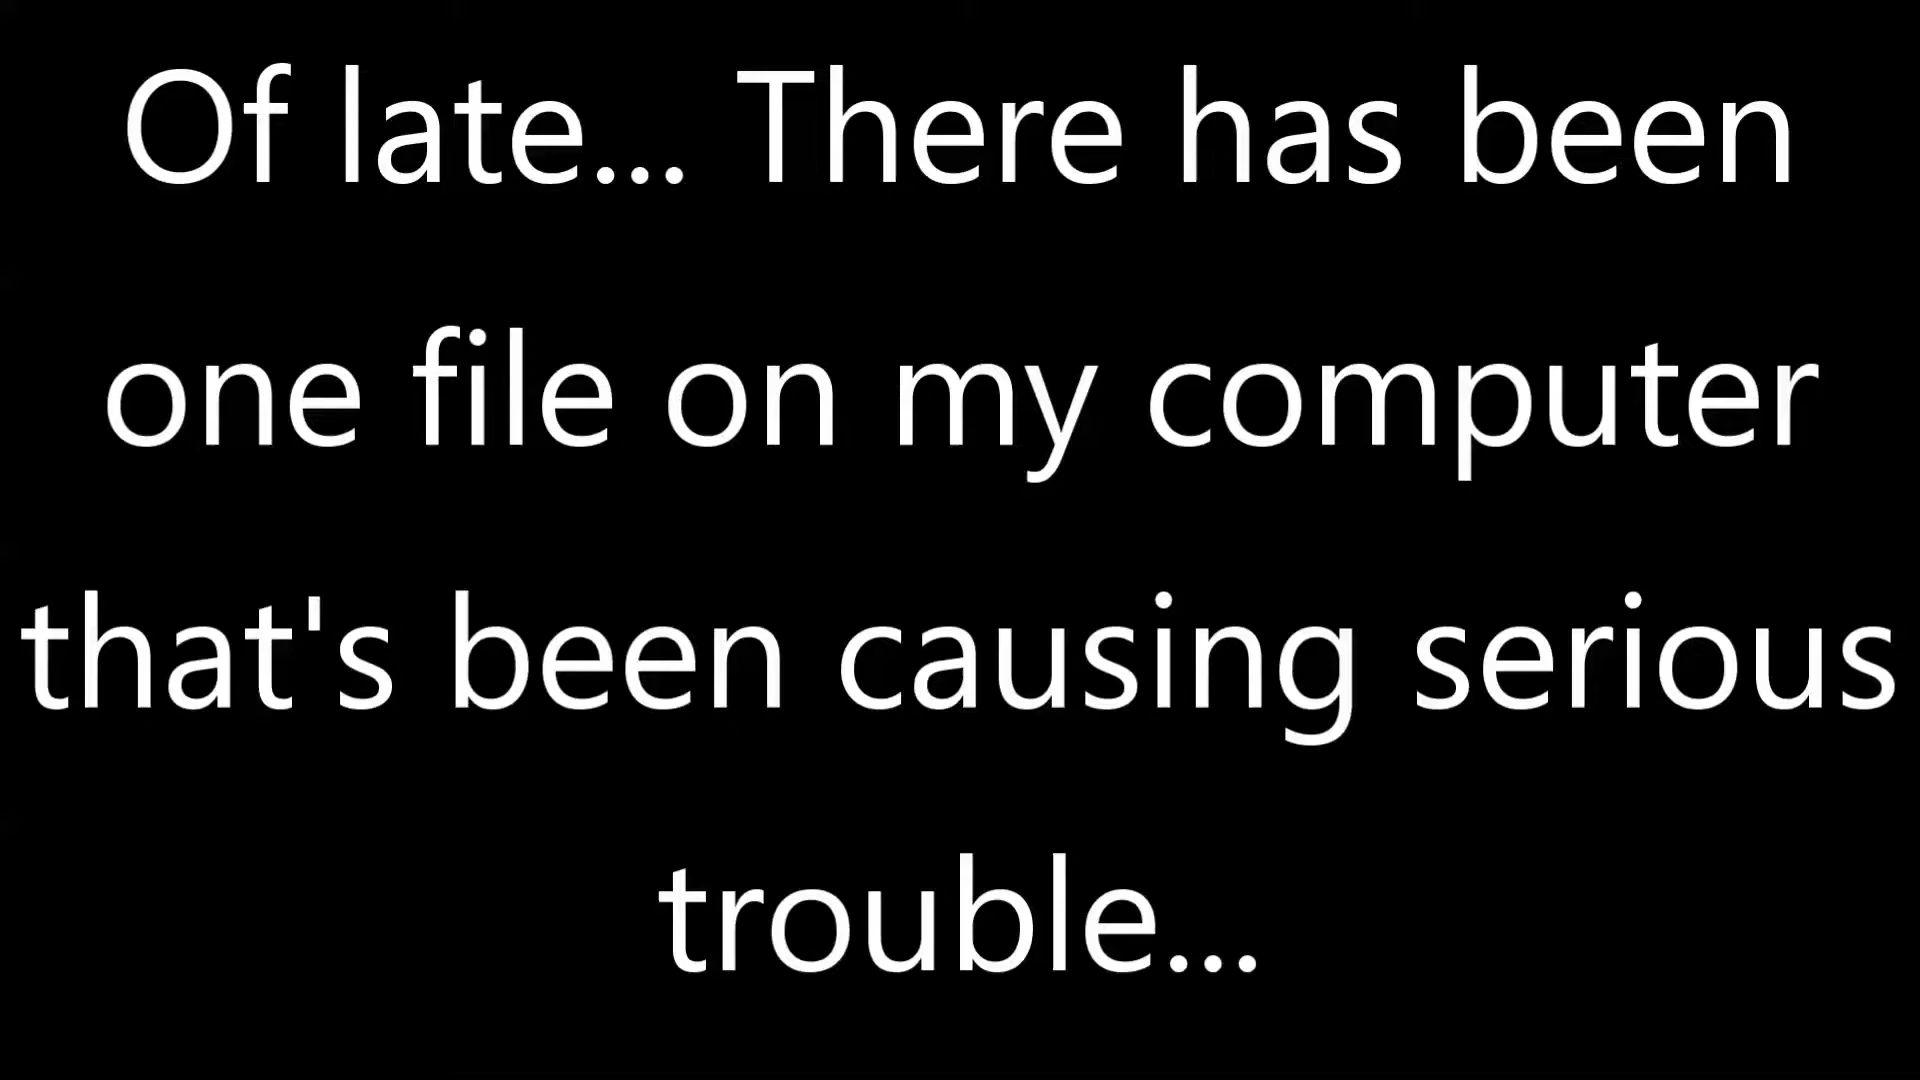 Of late... There has been
one file on my computer
that's been causing serious
trouble...